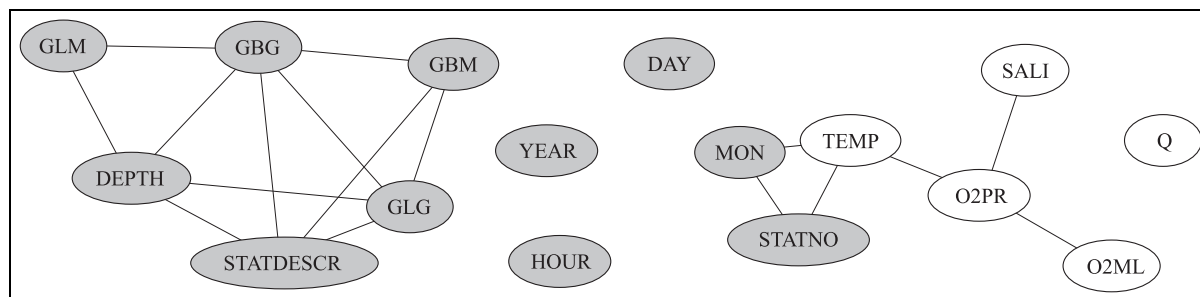 GLM
GBG
GBM
DEPTH
GLG
STATDESCR
YEAR
HOUR
DAY
MON
TEMP
STATNO
SALI
O2PR
O2ML
Q